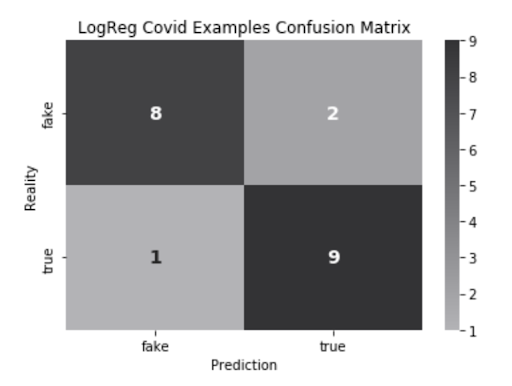 LogReg Covid Examples Confusion Matrix
fake
8
2
Reality
true
1
9
fake
true
Prediction
9
8
7
6
5
4
3
2
1